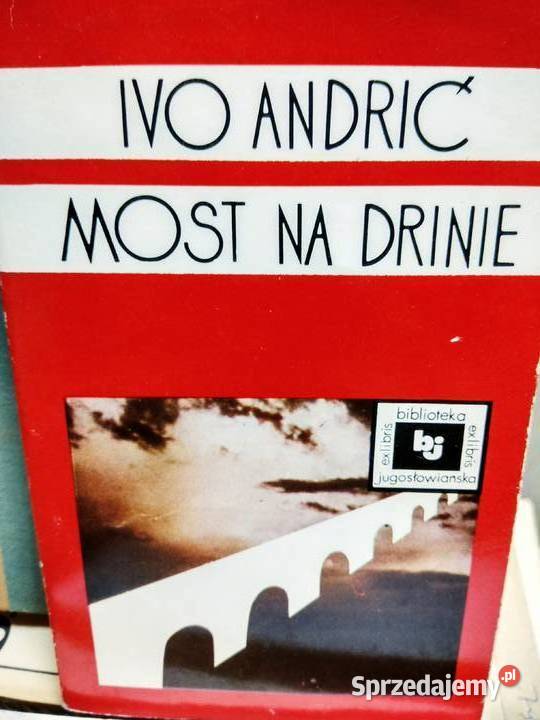 IVO ANDRIĆ
MOST NA DRINIE
biblioteka
exlibris
bj
exlibris
jugosłowiańska
Sprzedajemy.pl